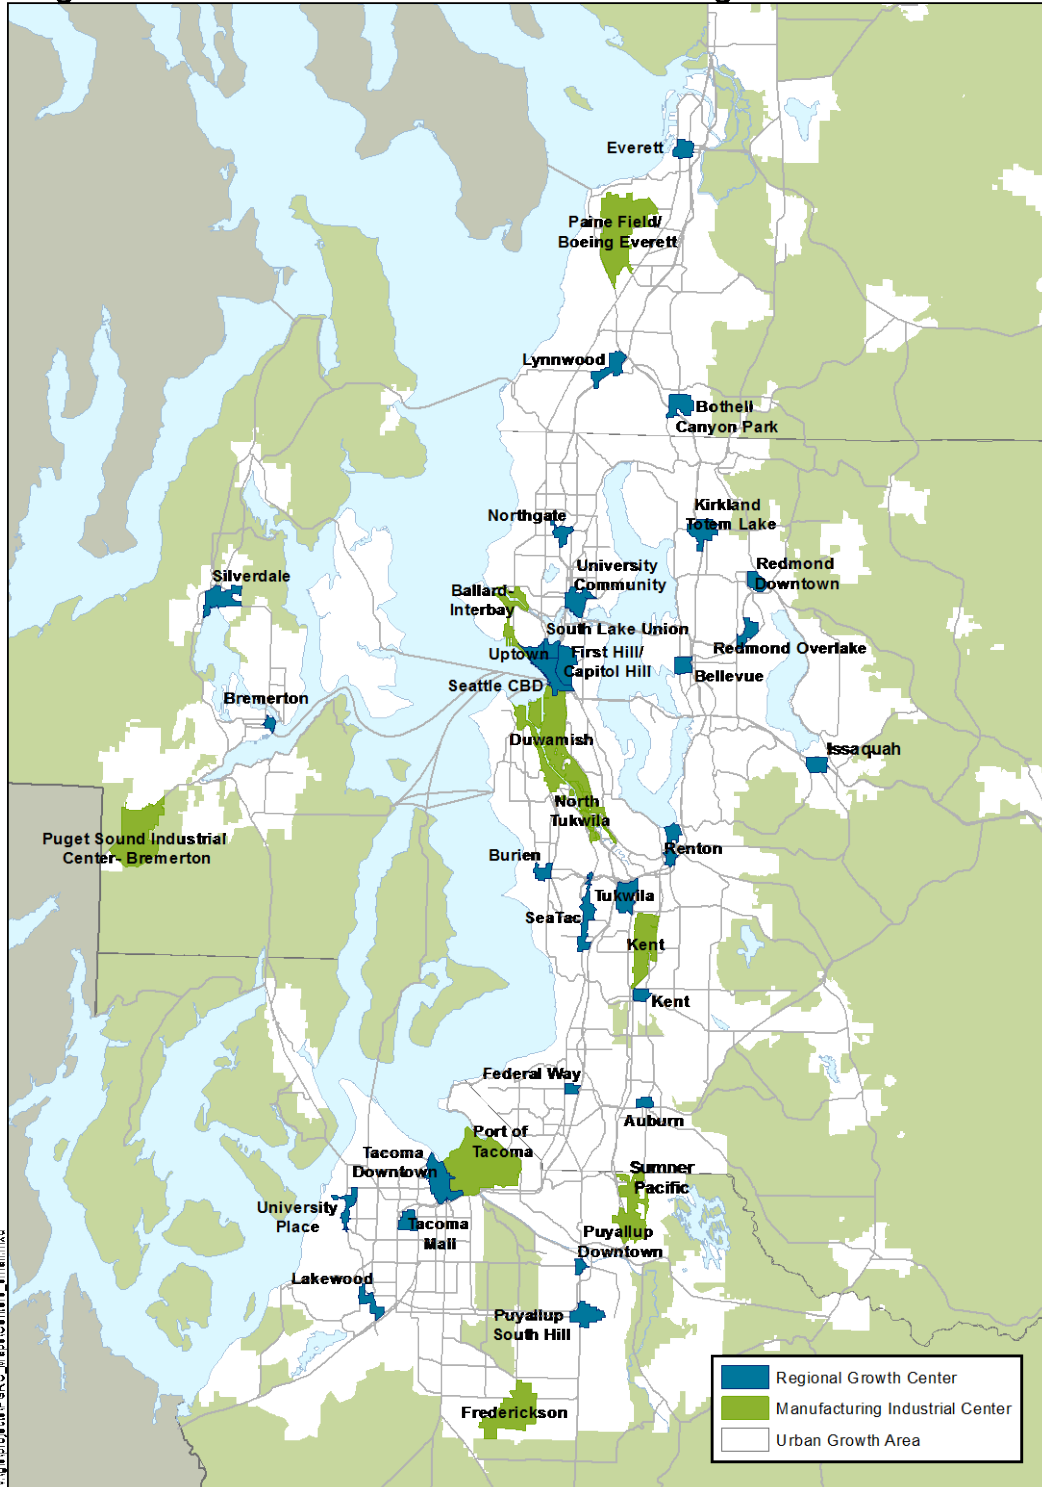 Everett
Paine Field/
Boeing Everett
Lynnwood
Bothell
Canyon Park
Northgate
Kirkland
Totem Lake
University
Community
Redmond
Downtown
Silverdale
Ballard-
Interbay
South Lake Union
Uptown
First Hill/
Capitol Hill
Redmond Overlake
Bellevue
Seattle CBD
Bremerton
Duwamish
Issaquah
North
Tukwila
Puget Sound Industrial
Center- Bremerton
Burien
Renton
Tukwila
SeaTac
Kent
Kent
Federal Way
Auburn
Port of
Tacoma
Tacoma
Downtown
Sumner
Pacific
University
Place
Tacoma
Mall
Puyallup
Downtown
Lakewood
Puyallup
South Hill
Frederickson
Regional Growth Center
Manufacturing Industrial Center
Urban Growth Area